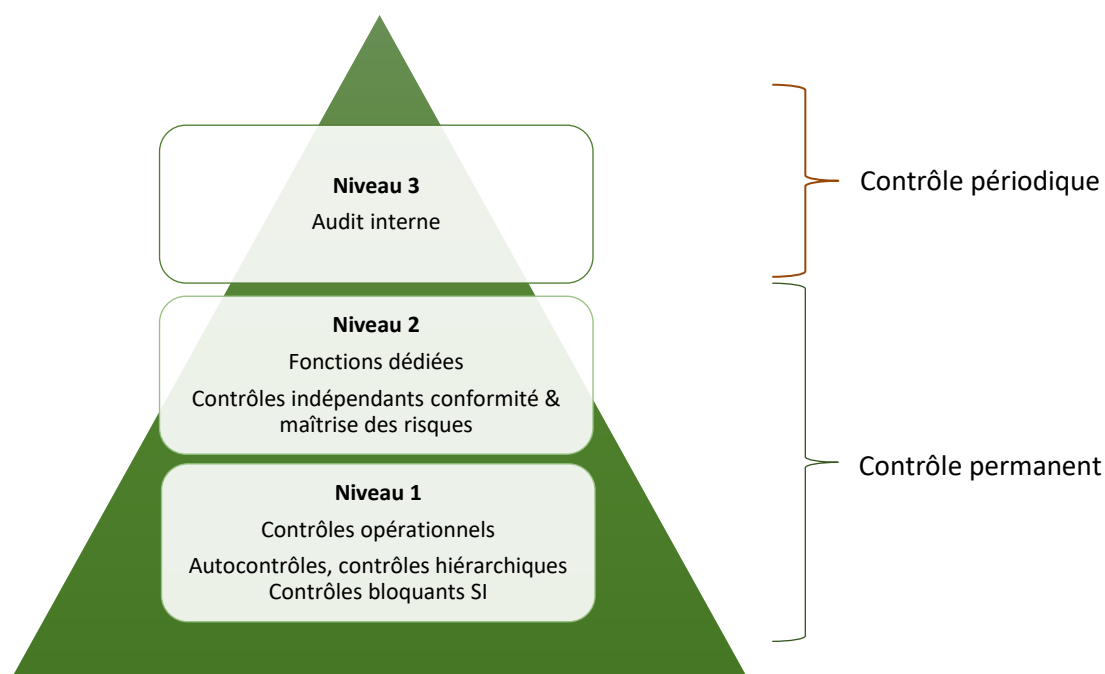 Niveau 3
Audit interne
Contrôle périodique
Niveau 2
Fonctions dédiées
Contrôles indépendants conformité &
maîtrise des risques
Niveau 1
Contrôles opérationnels
Autocontrôles, contrôles hiérarchiques
Contrôles bloquants SI
Contrôle permanent